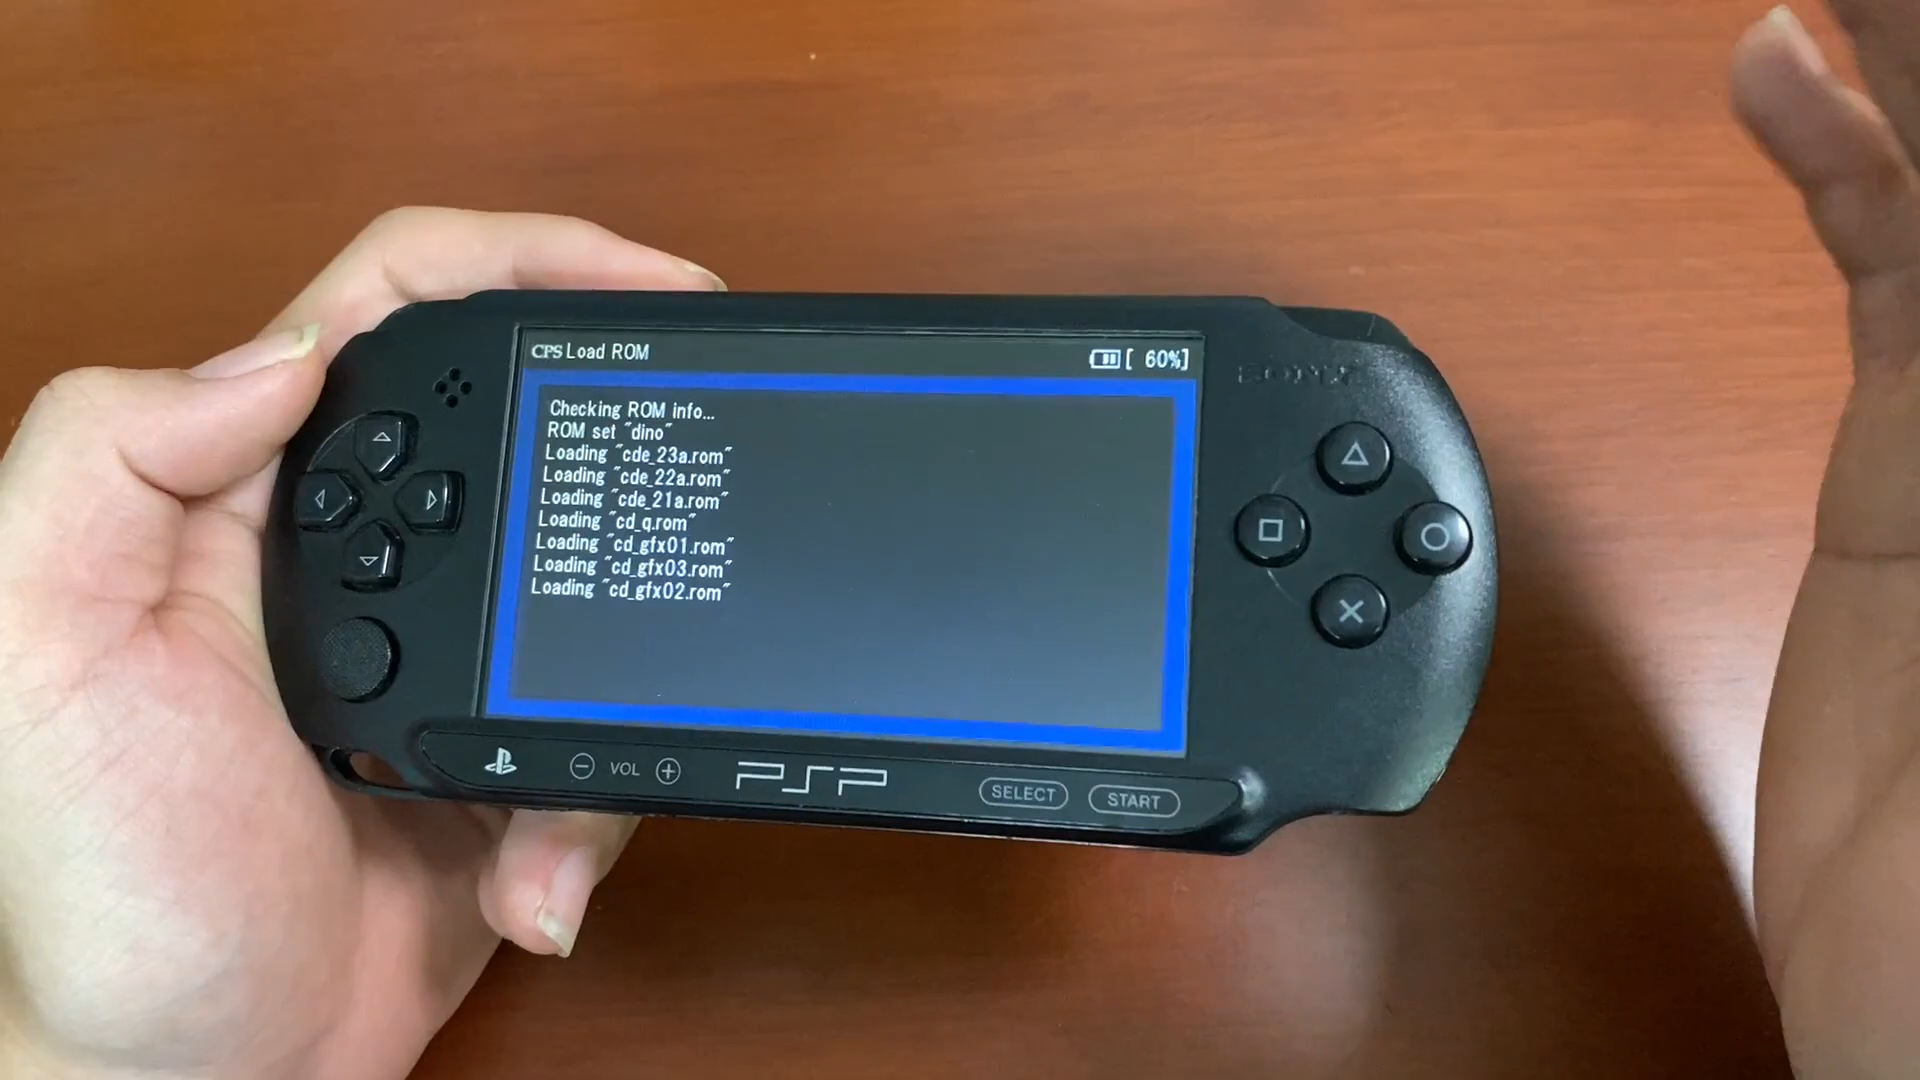 CPS Load ROM
[ 60%]
Checking ROM info...
ROM set "dino"
Loading "cde_23a.rom"
Loading "cde_22a.rom"
Loading "cde_21a.rom"
Loading "cd_q.rom"
Loading "cd_gfx01.rom"
Loading "cd_gfx03.rom"
Loading "cd_gfx02.rom"
SONY
VOL
PSP
SELECT
START